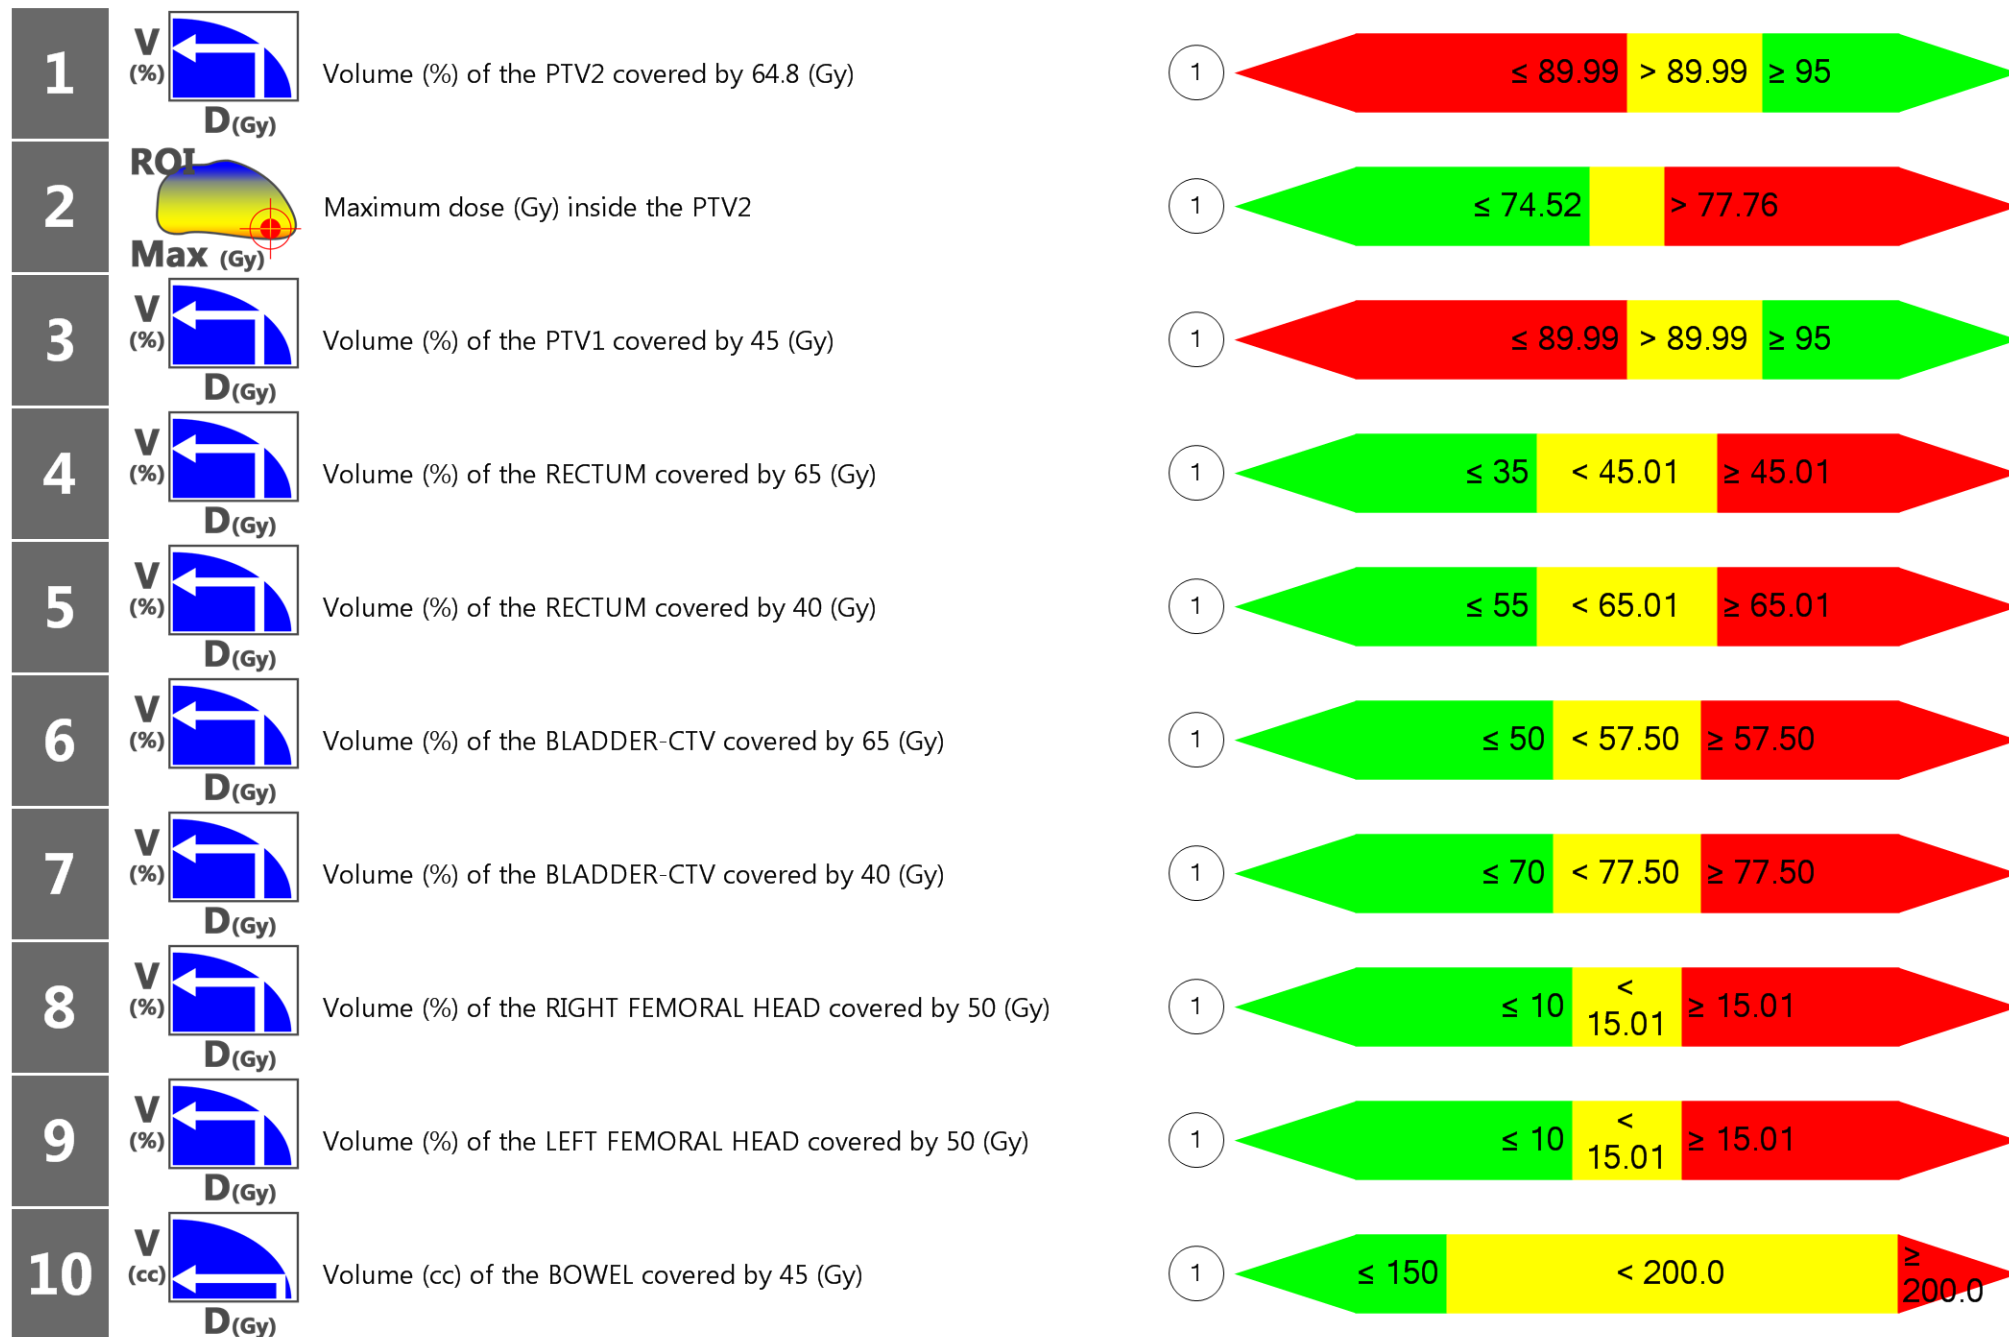 1 V (%) D(Gy) Volume (%) of the PTV2 covered by 64.8 (Gy) 1 ≤ 89.99 > 89.99 ≥ 95
2 ROI Max (Gy) Maximum dose (Gy) inside the PTV2 1 ≤ 74.52 > 77.76
3 V (%) D(Gy) Volume (%) of the PTV1 covered by 45 (Gy) 1 ≤ 89.99 > 89.99 ≥ 95
4 V (%) D(Gy) Volume (%) of the RECTUM covered by 65 (Gy) 1 ≤ 35 < 45.01 ≥ 45.01
5 V (%) D(Gy) Volume (%) of the RECTUM covered by 40 (Gy) 1 ≤ 55 < 65.01 ≥ 65.01
6 V (%) D(Gy) Volume (%) of the BLADDER-CTV covered by 65 (Gy) 1 ≤ 50 < 57.50 ≥ 57.50
7 V (%) D(Gy) Volume (%) of the BLADDER-CTV covered by 40 (Gy) 1 ≤ 70 < 77.50 ≥ 77.50
8 V (%) D(Gy) Volume (%) of the RIGHT FEMORAL HEAD covered by 50 (Gy) 1 ≤ 10 < 15.01 ≥ 15.01
9 V (%) D(Gy) Volume (%) of the LEFT FEMORAL HEAD covered by 50 (Gy) 1 ≤ 10 < 15.01 ≥ 15.01
10 V (cc) D(Gy) Volume (cc) of the BOWEL covered by 45 (Gy) 1 ≤ 150 < 200.0 ≥ 200.0